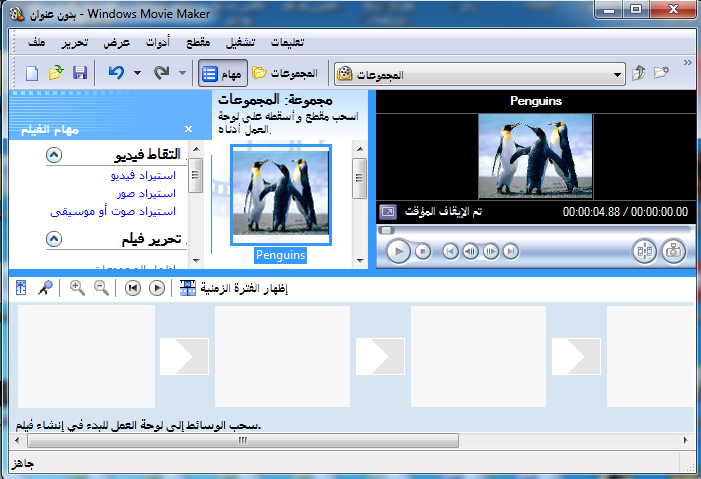 بدون عنوان - Windows Movie Maker
ملف تحرير عرض مقطع أدوات تشغيل تعليمات
مهام المجموعات المجموعات
مهام الفيلم
التقاط فيديو
استيراد فيديو
استيراد صور
استيراد صوت أو موسيقى
تحرير فيلم
مجموعة: المجموعات
اسحب مقطع وأسقطه على لوحة
العمل أدناه.
Penguins
Penguins
تم الإيقاف المؤقت
00:00:04.88 / 00:00:00.00
إظهار الفترة الزمنية
سحب الوسائط إلى لوحة العمل للبدء في إنشاء فيلم.
جاهز